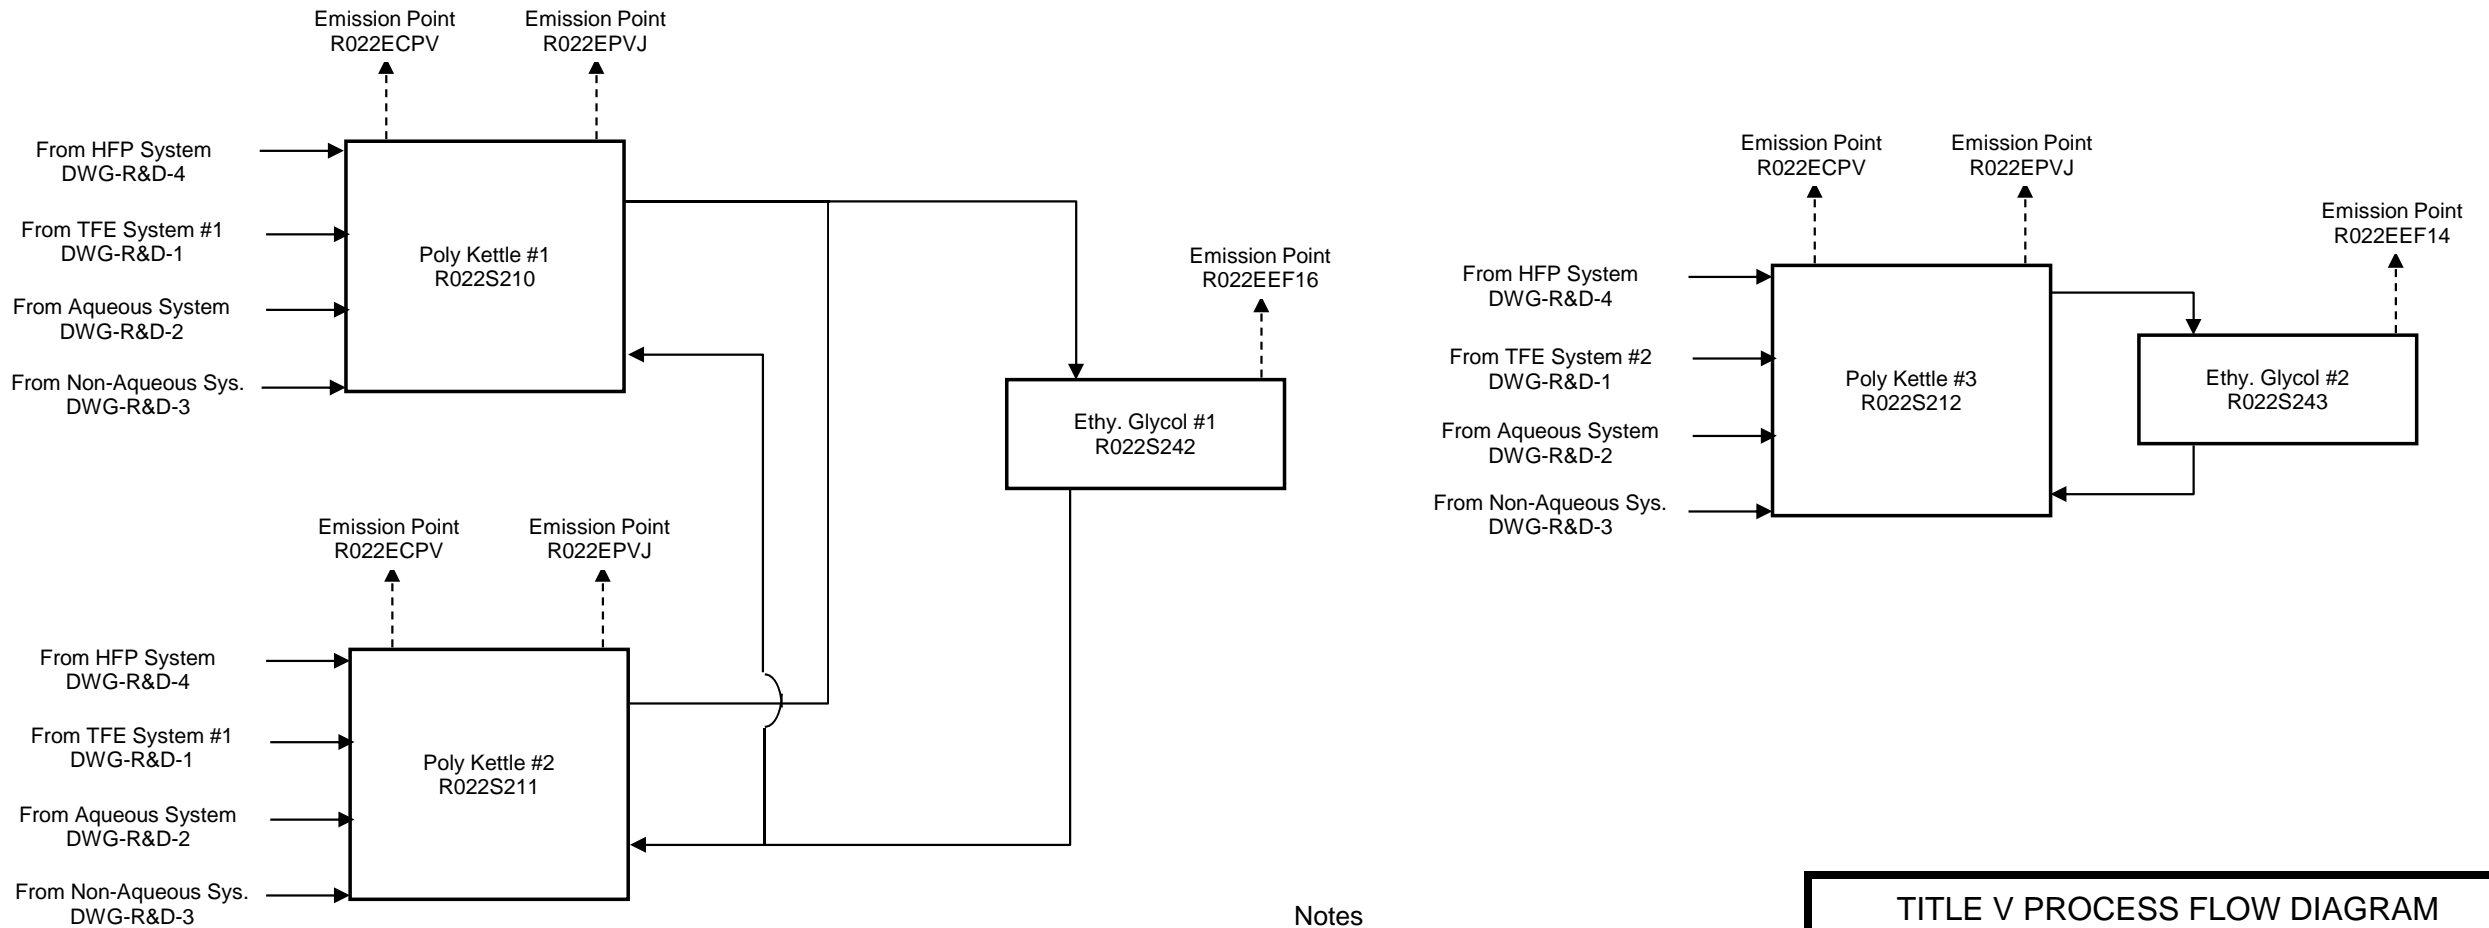 Emission Point
R022ECPV
Emission Point
R022EPVJ
From HFP System
DWG-R&D-4
From TFE System #1
DWG-R&D-1
From Aqueous System
DWG-R&D-2
From Non-Aqueous Sys.
DWG-R&D-3
Poly Kettle #1
R022S210
Emission Point
R022EEF16
Ethy. Glycol #1
R022S242
Emission Point
R022ECPV
Emission Point
R022EPVJ
From HFP System
DWG-R&D-4
From TFE System #1
DWG-R&D-1
From Aqueous System
DWG-R&D-2
From Non-Aqueous Sys.
DWG-R&D-3
Poly Kettle #2
R022S211
Emission Point
R022ECPV
Emission Point
R022EPVJ
Emission Point
R022EEF14
From HFP System
DWG-R&D-4
From TFE System #2
DWG-R&D-1
From Aqueous System
DWG-R&D-2
From Non-Aqueous Sys.
DWG-R&D-3
Poly Kettle #3
R022S212
Ethy. Glycol #2
R022S243
Notes
TITLE V PROCESS FLOW DIAGRAM